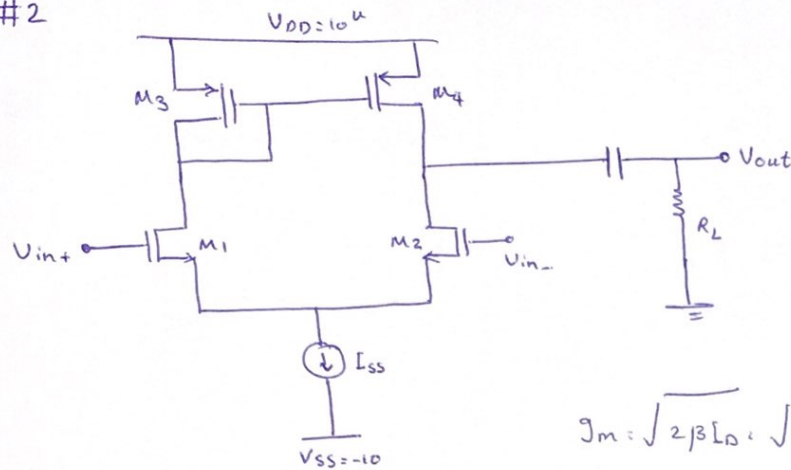 #2
VDD=10ᵛ
M3
M4
Vout
RL
Vin+
M1
M2
Vin-
ISS
gm = √2βID = √
VSS=-10